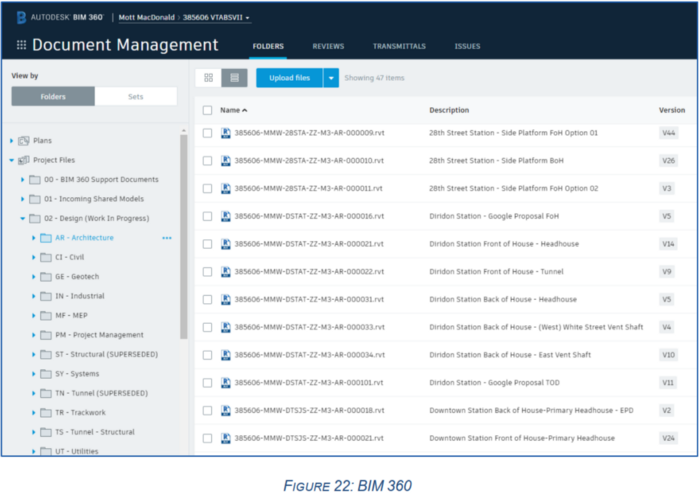 AUTODESK® BIM 360° Mott MacDonald > 385606 VTABSVII
Document Management FOLDERS REVIEWS TRANSMITTALS ISSUES
View by
Folders Sets
Plans
Project Files
00 - BIM 360 Support Documents
01 - Incoming Shared Models
02 - Design (Work In Progress)
AR - Architecture
CI - Civil
GE - Geotech
IN - Industrial
MF - MEP
PM - Project Management
ST - Structural (SUPERSEDED)
SY - Systems
TN - Tunnel (SUPERSEDED)
TR - Trackwork
TS - Tunnel - Structural
UT - Utilities
Upload files Showing 47 items
Name Description Version
385606-MMW-28STA-ZZ-M3-AR-000009.rvt 28th Street Station - Side Platform FoH Option 01 V44
385606-MMW-28STA-ZZ-M3-AR-000010.rvt 28th Street Station - Side Platform BoH V26
385606-MMW-28STA-ZZ-M3-AR-000011.rvt 28th Street Station - Side Platform FoH Option 02 V3
385606-MMW-DSTAT-ZZ-M3-AR-000016.rvt Diridon Station - Google Proposal FoH V5
385606-MMW-DSTAT-ZZ-M3-AR-000021.rvt Diridon Station Front of House - Headhouse V14
385606-MMW-DSTAT-ZZ-M3-AR-000022.rvt Diridon Station Front of House - Tunnel V9
385606-MMW-DSTAT-ZZ-M3-AR-000031.rvt Diridon Station Back of House - Headhouse V5
385606-MMW-DSTAT-ZZ-M3-AR-000033.rvt Diridon Station Back of House - (West) White Street Vent Shaft V4
385606-MMW-DSTAT-ZZ-M3-AR-000034.rvt Diridon Station Back of House - East Vent Shaft V10
385606-MMW-DSTAT-ZZ-M3-AR-000101.rvt Diridon Station - Google Proposal TOD V11
385606-MMW-DTSJS-ZZ-M3-AR-000018.rvt Downtown Station Back of House-Primary Headhouse - EPD V2
385606-MMW-DTSJS-ZZ-M3-AR-000021.rvt Downtown Station Front of House-Primary Headhouse V24
FIGURE 22: BIM 360